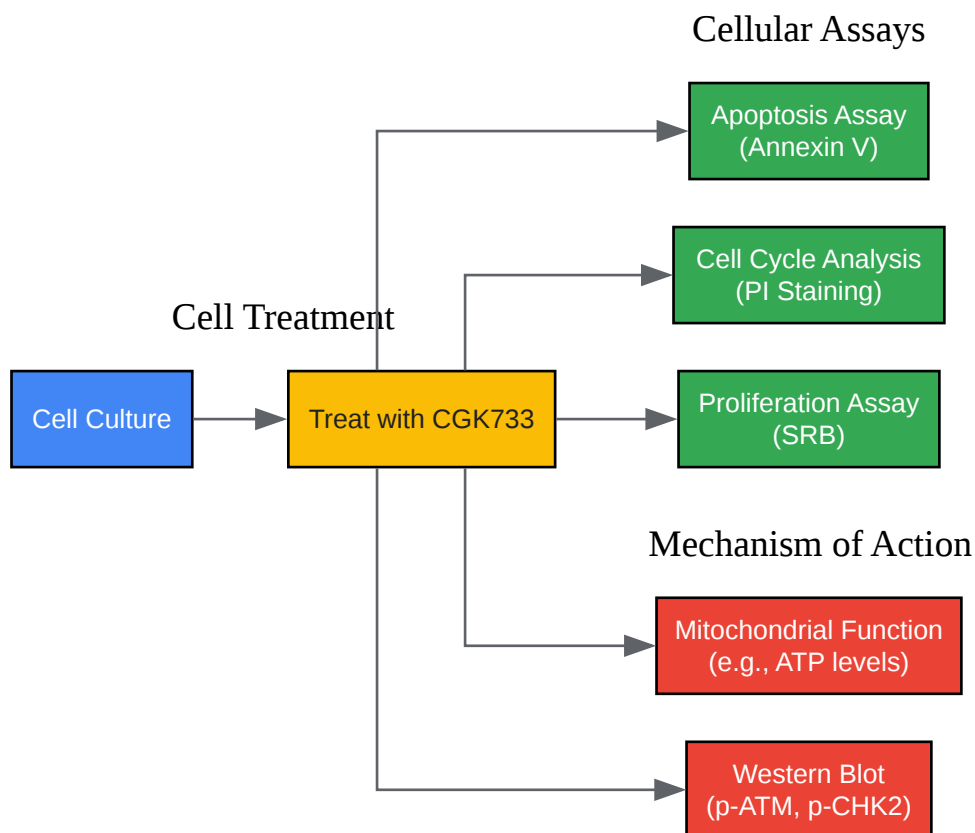 Cellular Assays
Apoptosis Assay
(Annexin V)
Cell Cycle Analysis
(PI Staining)
Cell Treatment
Cell Culture
Treat with CGK733
Proliferation Assay
(SRB)
Mechanism of Action
Mitochondrial Function
(e.g., ATP levels)
Western Blot
(p-ATM, p-CHK2)